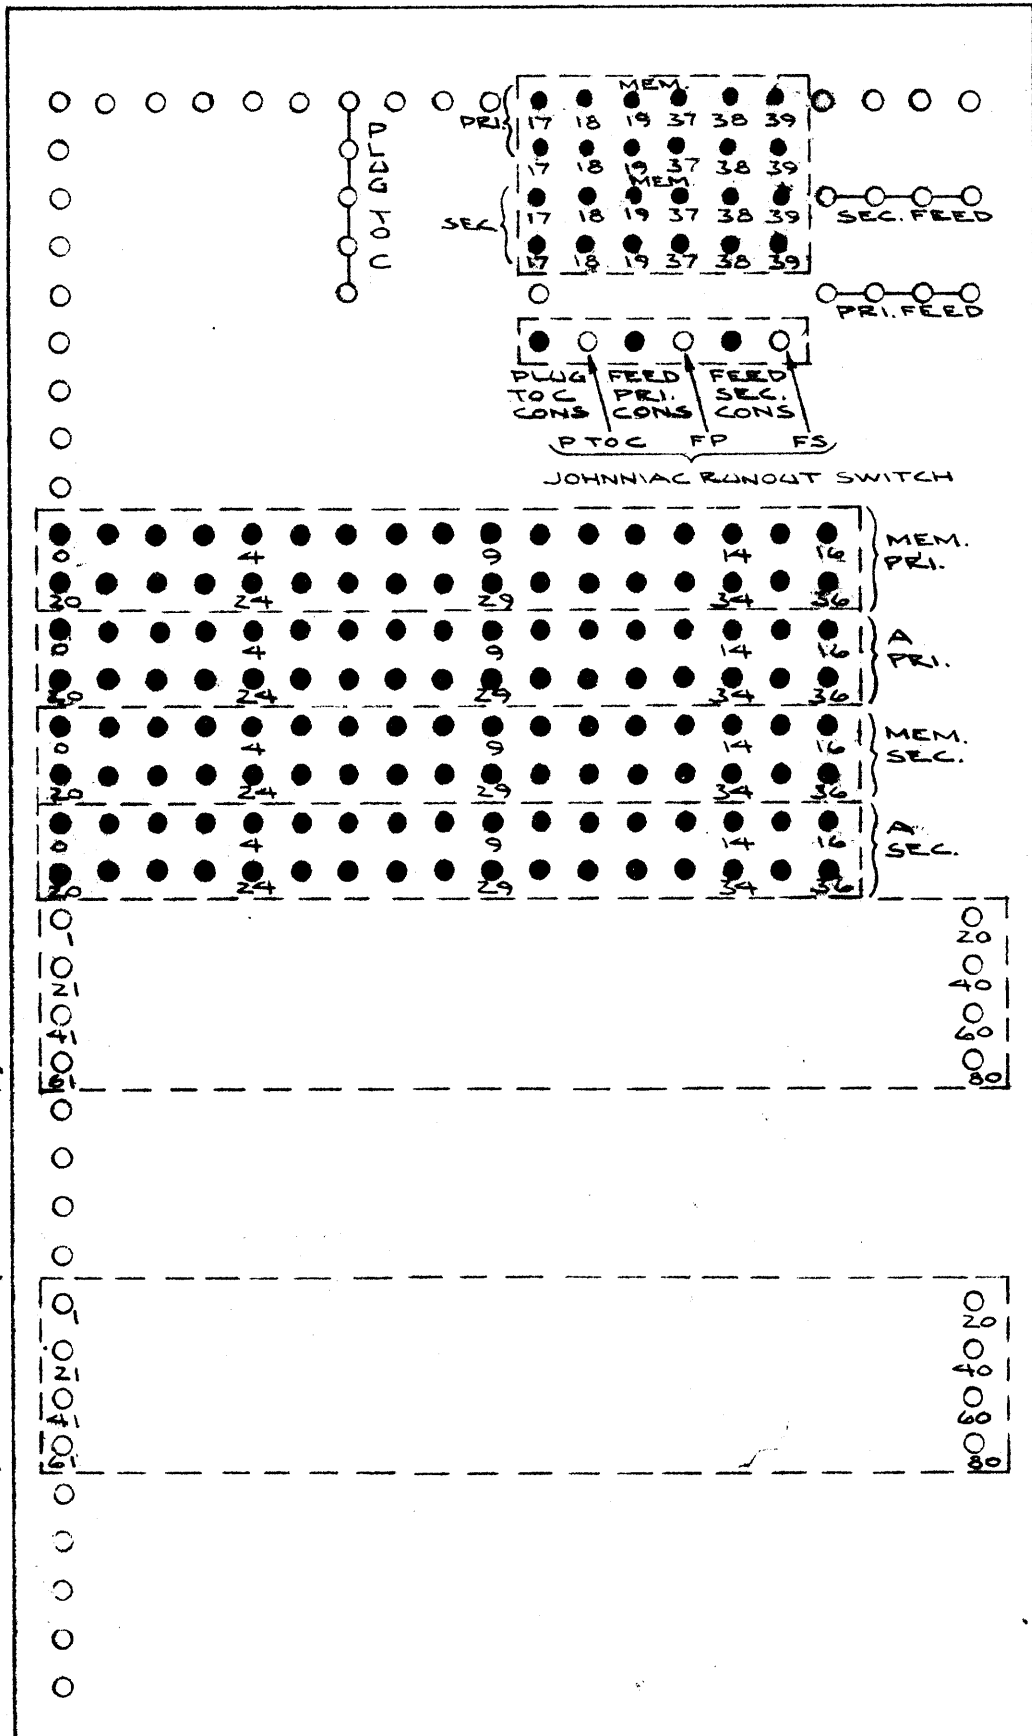 MEM.
PRI.
17 18 19 37 38 39
17 18 19 37 38 39
MEM.
SEC.
17 18 19 37 38 39
17 18 19 37 38 39
PLUG TO C
SEC. FEED
PRI. FEED
PLUG TO C CONS
FEED PRI. CONS
FEED SEC. CONS
P TO C FP FS
JOHNNIAC RUNOUT SWITCH
0 4 9 14 16
20 24 29 34 36
MEM. PRI.
0 4 9 14 16
20 24 29 34 36
A PRI.
0 4 9 14 16
20 24 29 34 36
MEM. SEC.
0 4 9 14 16
20 24 29 34 36
A SEC.
1 20
21 40
41 60
61 80
1 20
21 40
41 60
61 80